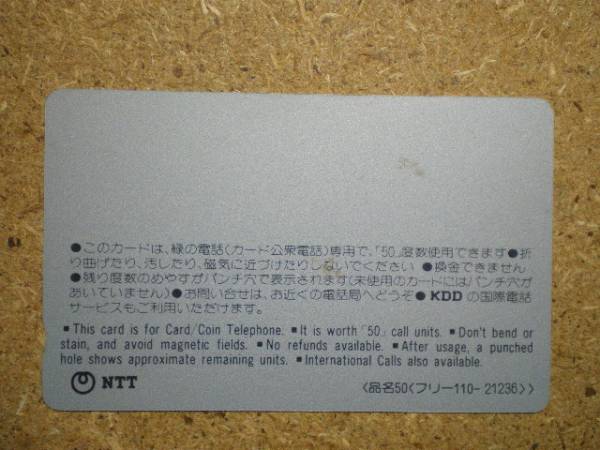 ●このカードは、緑の電話(カード公衆電話)専用で、「50」度数使用できます●折
り曲げたり、汚したり、磁気に近づけたりしないでください ●換金できません
●残り度数のめやすがパンチ穴で表示されます(未使用のカードにはパンチ穴が
あいていません)●お問い合せは、お近くの電話局へどうぞ● KDD の国際電話
サービスもご利用いただけます。
▪This card is for Card/Coin Telephone. ▪It is worth「50」call units. ▪Don't bend or
stain, and avoid magnetic fields. ▪No refunds available. ▪After usage, a punched
hole shows approximate remaining units. ▪International Calls also available.
NTT 〈品名50〈フリー110-21236〉〉